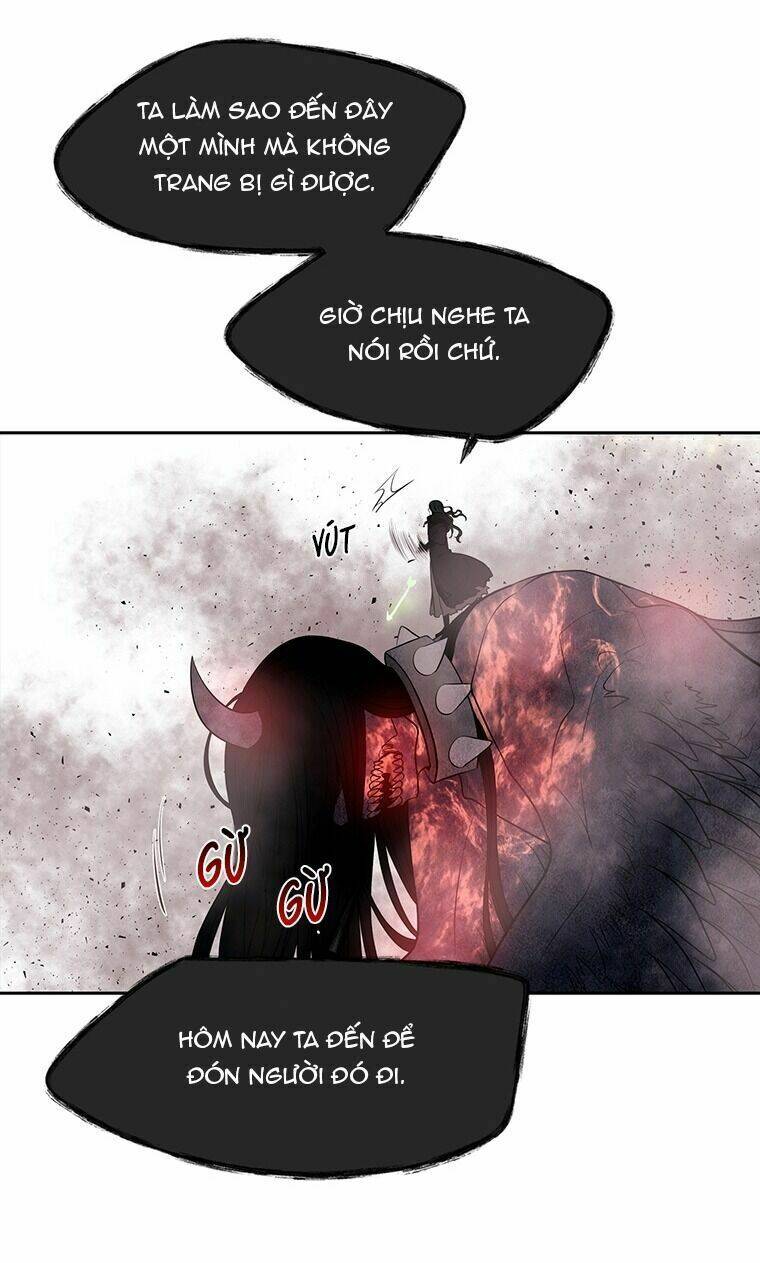 TA LÀM SAO ĐẾN ĐÂY
MỘT MÌNH MÀ KHÔNG
TRANG BỊ GÌ ĐƯỢC.
GIỜ CHỊU NGHE TA
NÓI RỒI CHỨ.
VÚT
GỪ
GỪ
HÔM NAY TA ĐẾN ĐỂ
ĐÓN NGƯỜI ĐÓ ĐI.